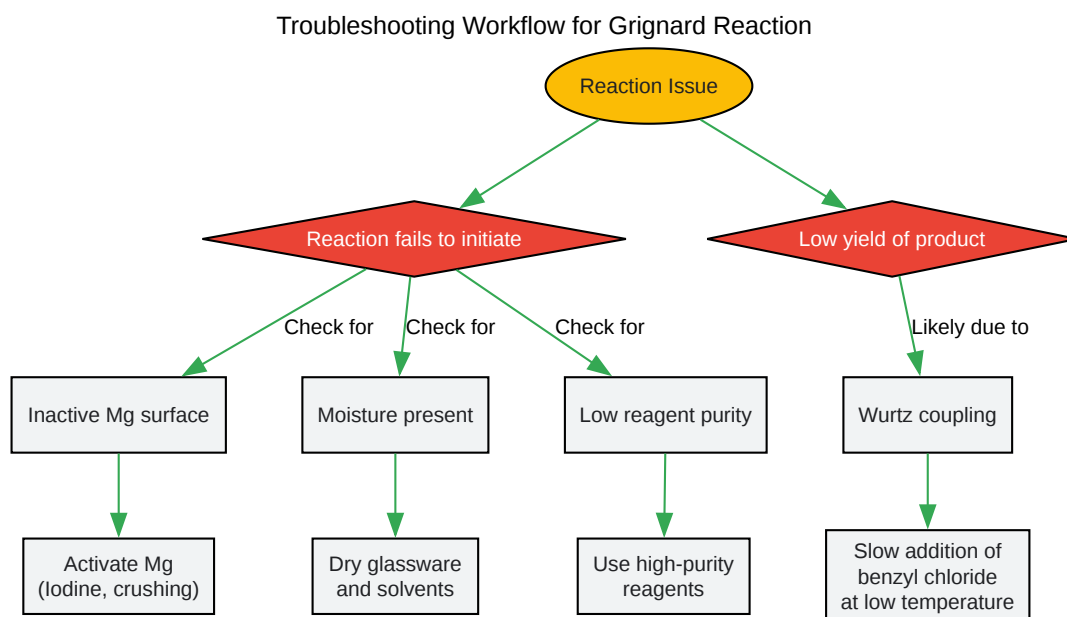 Troubleshooting Workflow for Grignard Reaction
Reaction Issue
Reaction fails to initiate
Low yield of product
Check for
Check for
Check for
Likely due to
Inactive Mg surface
Moisture present
Low reagent purity
Wurtz coupling
Activate Mg
(Iodine, crushing)
Dry glassware
and solvents
Use high-purity
reagents
Slow addition of
benzyl chloride
at low temperature